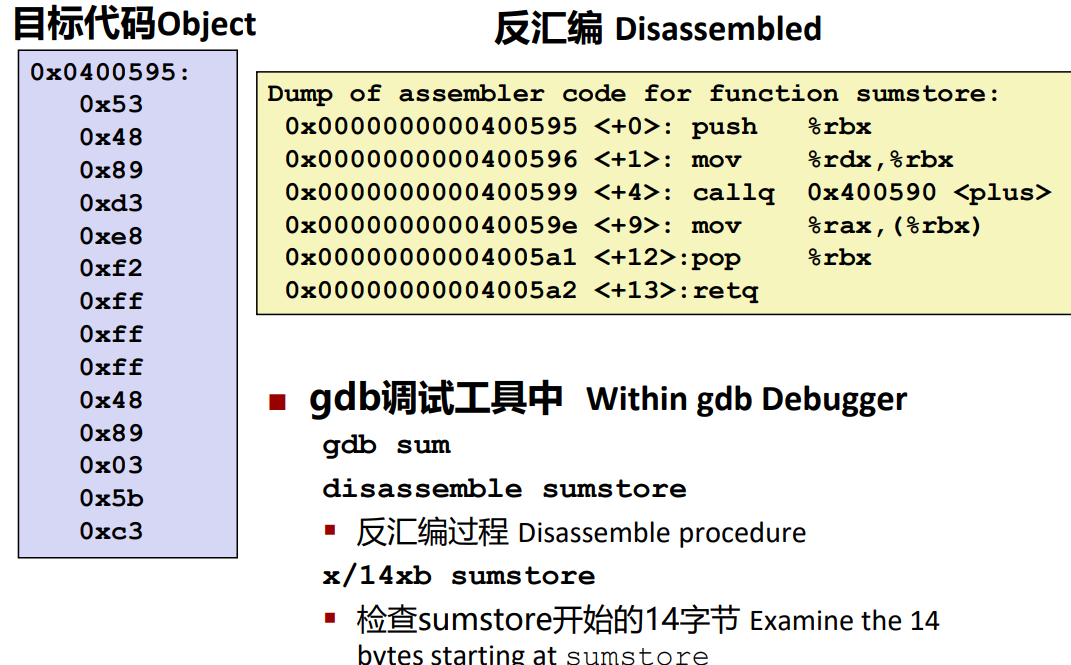 目标代码Object
0x0400595:
0x53
0x48
0x89
0xd3
0xe8
0xf2
0xff
0xff
0xff
0x48
0x89
0x03
0x5b
0xc3
反汇编 Disassembled
Dump of assembler code for function sumstore:
0x0000000000400595 <+0>: push %rbx
0x0000000000400596 <+1>: mov %rdx,%rbx
0x0000000000400599 <+4>: callq 0x400590 <plus>
0x000000000040059e <+9>: mov %rax,(%rbx)
0x00000000004005a1 <+12>:pop %rbx
0x00000000004005a2 <+13>:retq
■ gdb调试工具中 Within gdb Debugger
gdb sum
disassemble sumstore
▪ 反汇编过程 Disassemble procedure
x/14xb sumstore
▪ 检查sumstore开始的14字节 Examine the 14
bytes starting at sumstore